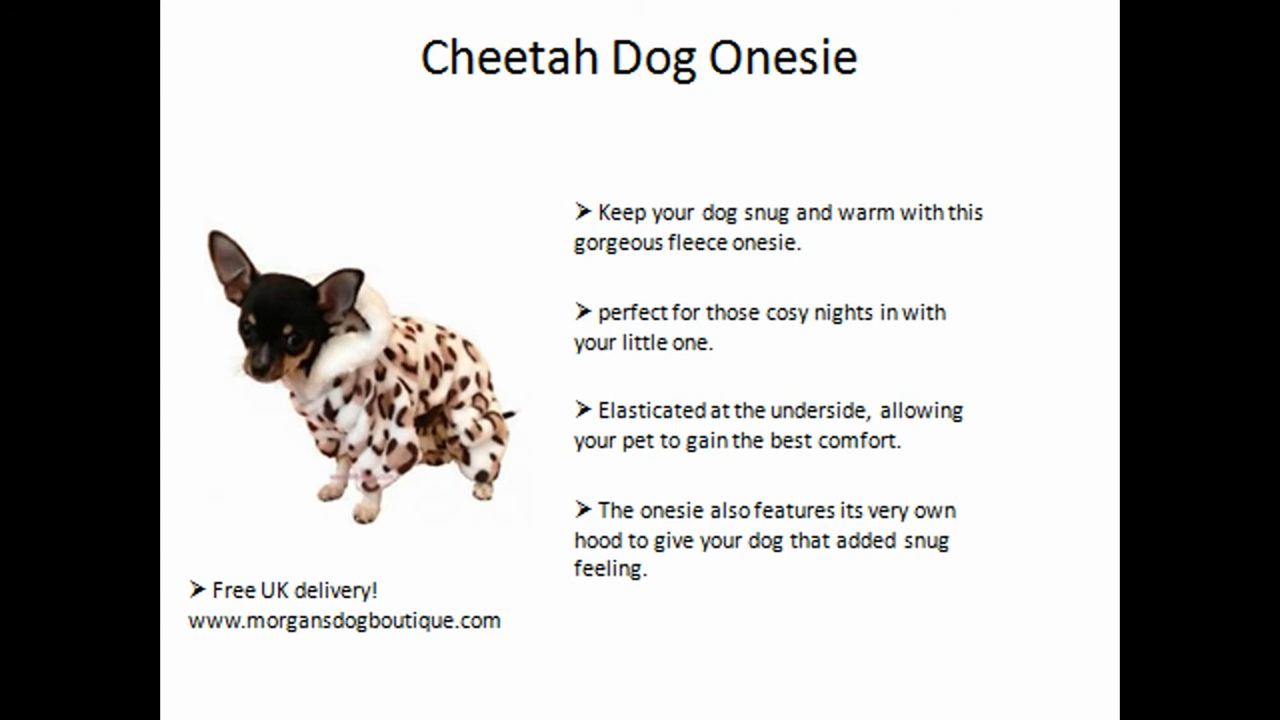 Cheetah Dog Onesie
➢ Keep your dog snug and warm with this
gorgeous fleece onesie.
➢ perfect for those cosy nights in with
your little one.
➢ Elasticated at the underside, allowing
your pet to gain the best comfort.
➢ The onesie also features its very own
hood to give your dog that added snug
feeling.
➢ Free UK delivery!
www.morgansdogboutique.com